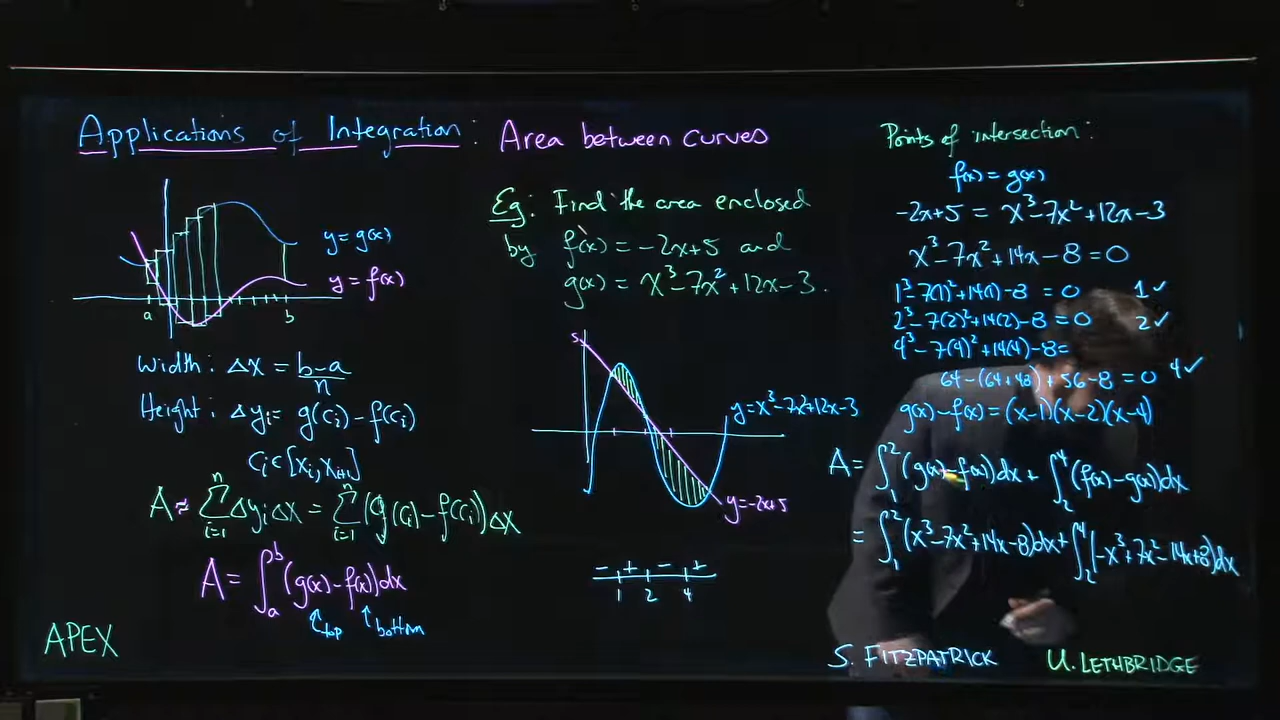 Applications of Integration: Area between curves
y=g(x)
y=f(x)
a
b
Width: Δx = b-a/n
Height: Δyi = g(ci) - f(ci)
ci∈[xi, xi+1]
A≈ n∑i=1 Δyi Δx = n∑i=1 (g(ci) - f(ci))Δx
A = ∫ab (g(x) - f(x))dx
top
bottom
APEX
Eg: Find the area enclosed
by f(x) = -2x+5 and
g(x) = x³-7x²+12x-3.
5
y=x³-7x²+12x-3
y=-2x+5
- + - +
1 2 4
Points of intersection:
f(x) = g(x)
-2x+5 = x³-7x²+12x-3
x³-7x²+14x-8=0
1³-7(1)²+14(1)-8 = 0 1✓
2³-7(2)²+14(2)-8 = 0 2✓
4³-7(4)²+14(4)-8=
64-(64+48)+56-8 = 0 4✓
g(x)-f(x) = (x-1)(x-2)(x-4)
A = ∫12 (g(x)-f(x))dx + ∫24 (f(x)-g(x))dx
= ∫12 (x³-7x²+14x-8)dx + ∫24 (-x³+7x²-14x+8)dx
S. FITZPATRICK
U. LETHBRIDGE